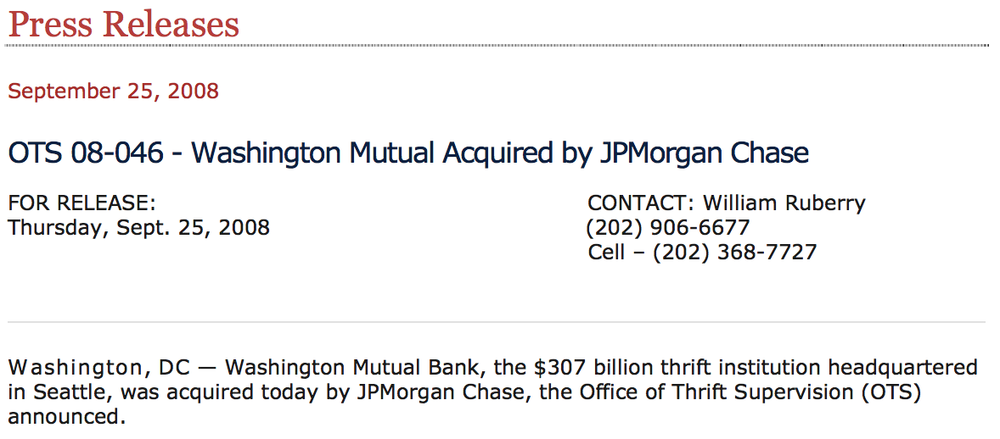 Press Releases
September 25, 2008
OTS 08-046 - Washington Mutual Acquired by JPMorgan Chase
FOR RELEASE:
Thursday, Sept. 25, 2008
CONTACT: William Ruberry
(202) 906-6677
Cell – (202) 368-7727
Washington, DC — Washington Mutual Bank, the $307 billion thrift institution headquartered
in Seattle, was acquired today by JPMorgan Chase, the Office of Thrift Supervision (OTS)
announced.